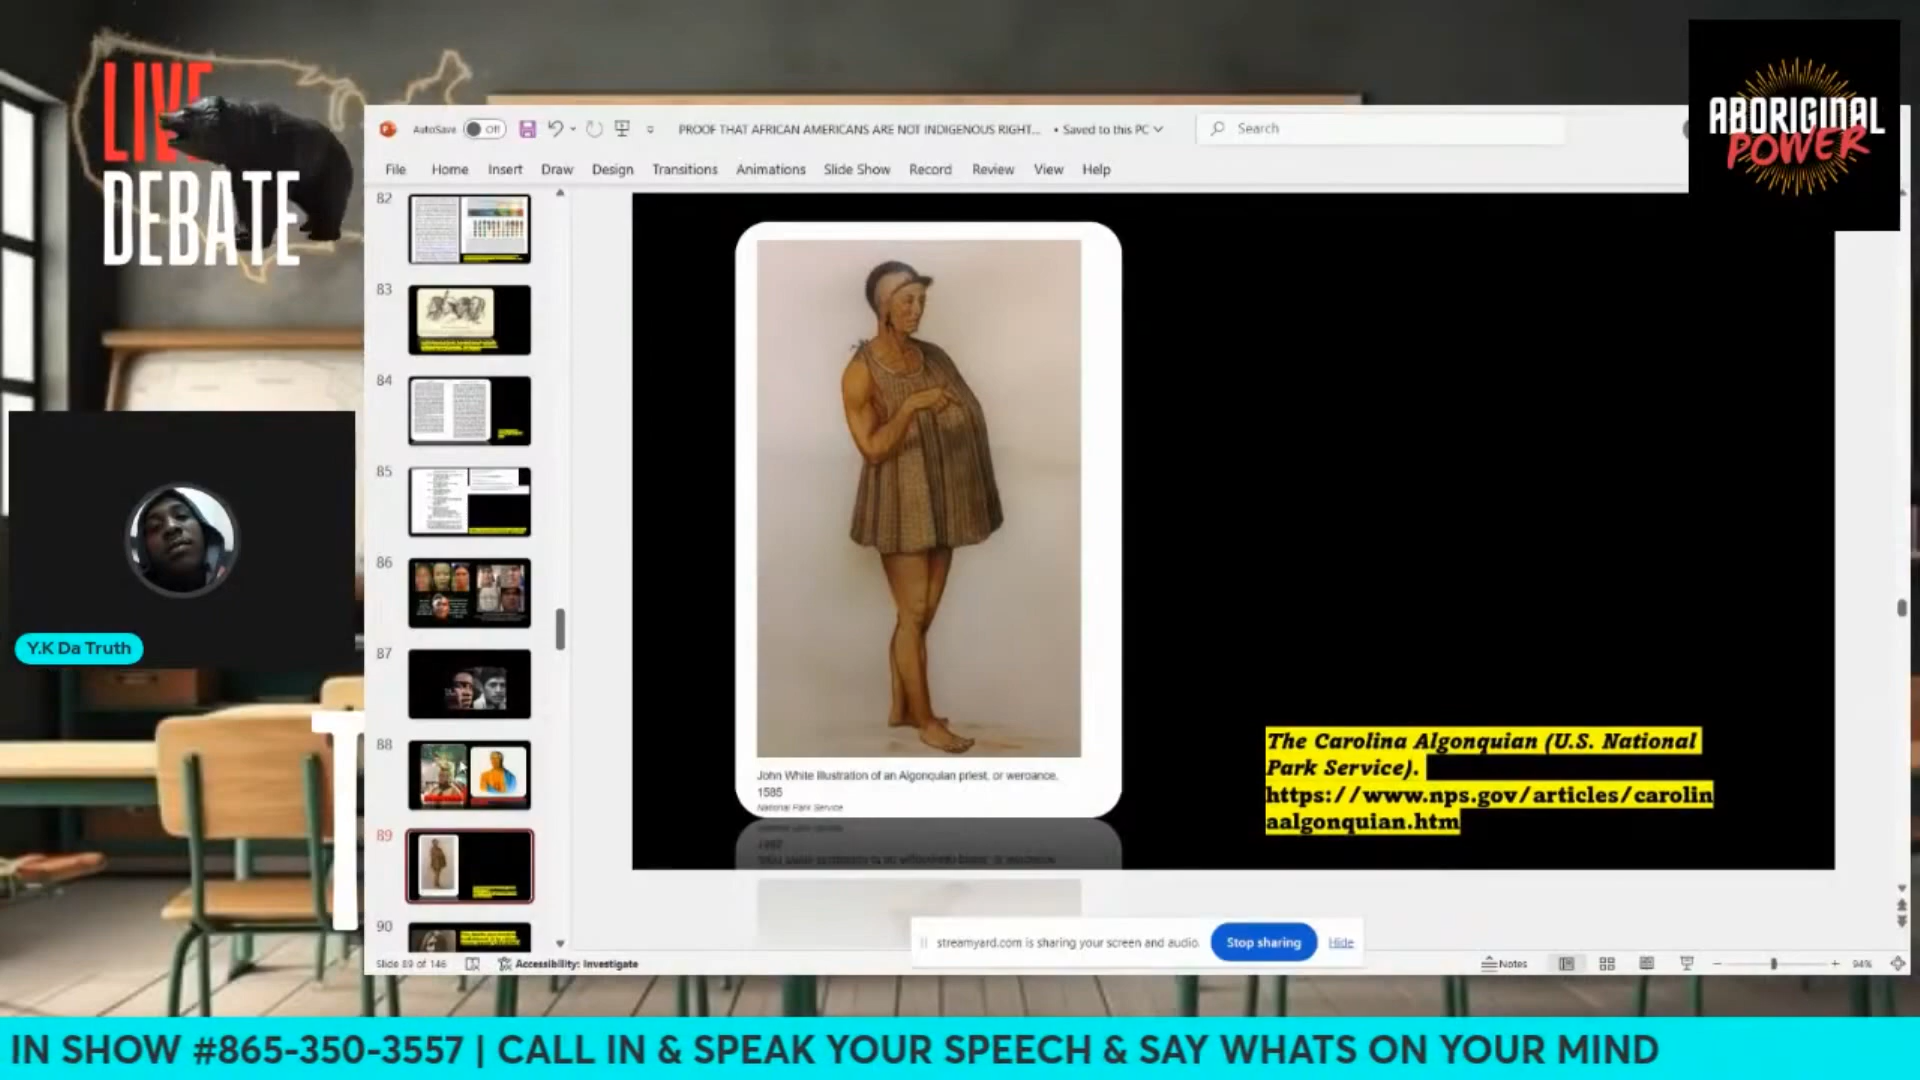 LIVE
DEBATE
ABORIGINAL
POWER
AutoSave Off
PROOF THAT AFRICAN AMERICANS ARE NOT INDIGENOUS RIGHT... • Saved to this PC
Search
File Home Insert Draw Design Transitions Animations Slide Show Record Review View Help
82
83
84
85
86
87
88
89
90
Y.K Da Truth
John White illustration of an Algonquian priest, or weroance,
1585
National Park Service
The Carolina Algonquian (U.S. National
Park Service).
https://www.nps.gov/articles/carolin
aalgonquian.htm
streamyard.com is sharing your screen and audio.
Stop sharing
Hide
Slide 89 of 146
Accessibility: Investigate
Notes
94%
IN SHOW #865-350-3557 | CALL IN & SPEAK YOUR SPEECH & SAY WHATS ON YOUR MIND